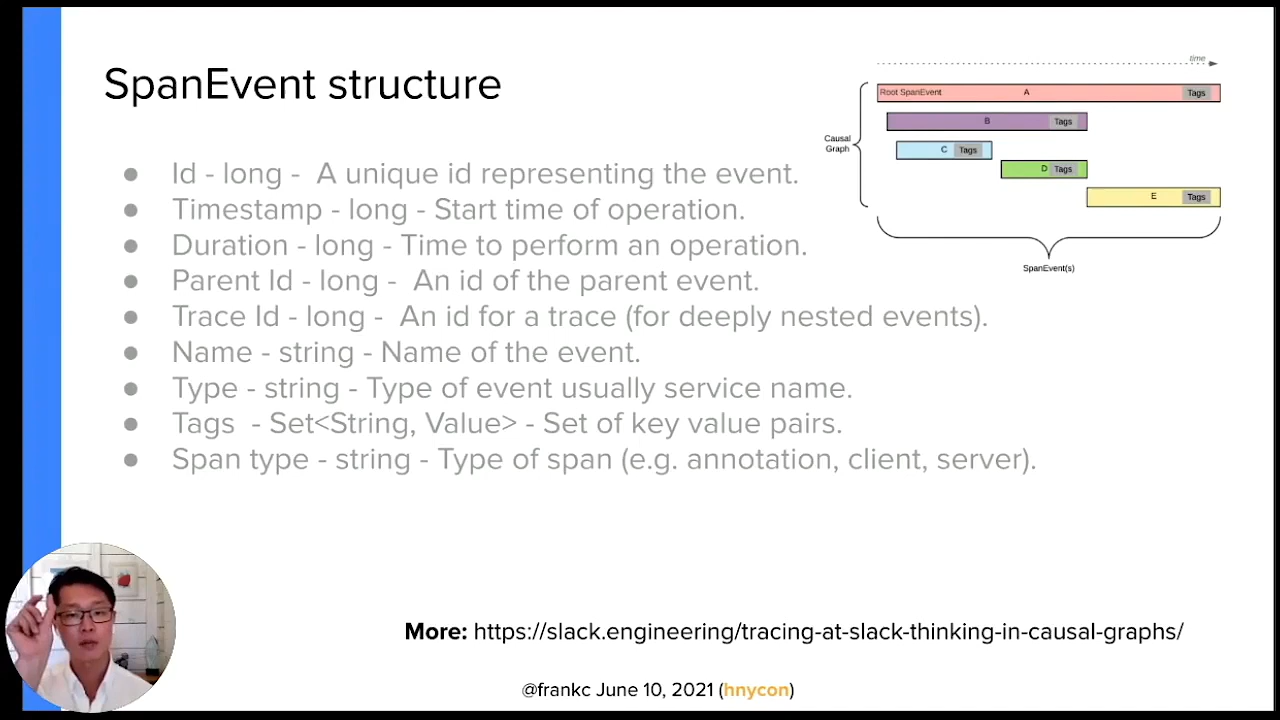 SpanEvent structure
Id - long - A unique id representing the event.
Timestamp - long - Start time of operation.
Duration - long - Time to perform an operation.
Parent Id - long - An id of the parent event.
Trace Id - long - An id for a trace (for deeply nested events).
Name - string - Name of the event.
Type - string - Type of event usually service name.
Tags - Set<String, Value> - Set of key value pairs.
Span type - string - Type of span (e.g. annotation, client, server).
time
Root SpanEvent A Tags
B Tags
Causal
Graph
C Tags
D Tags
E Tags
SpanEvent(s)
More: https://slack.engineering/tracing-at-slack-thinking-in-causal-graphs/
@frankc June 10, 2021 (hnycon)